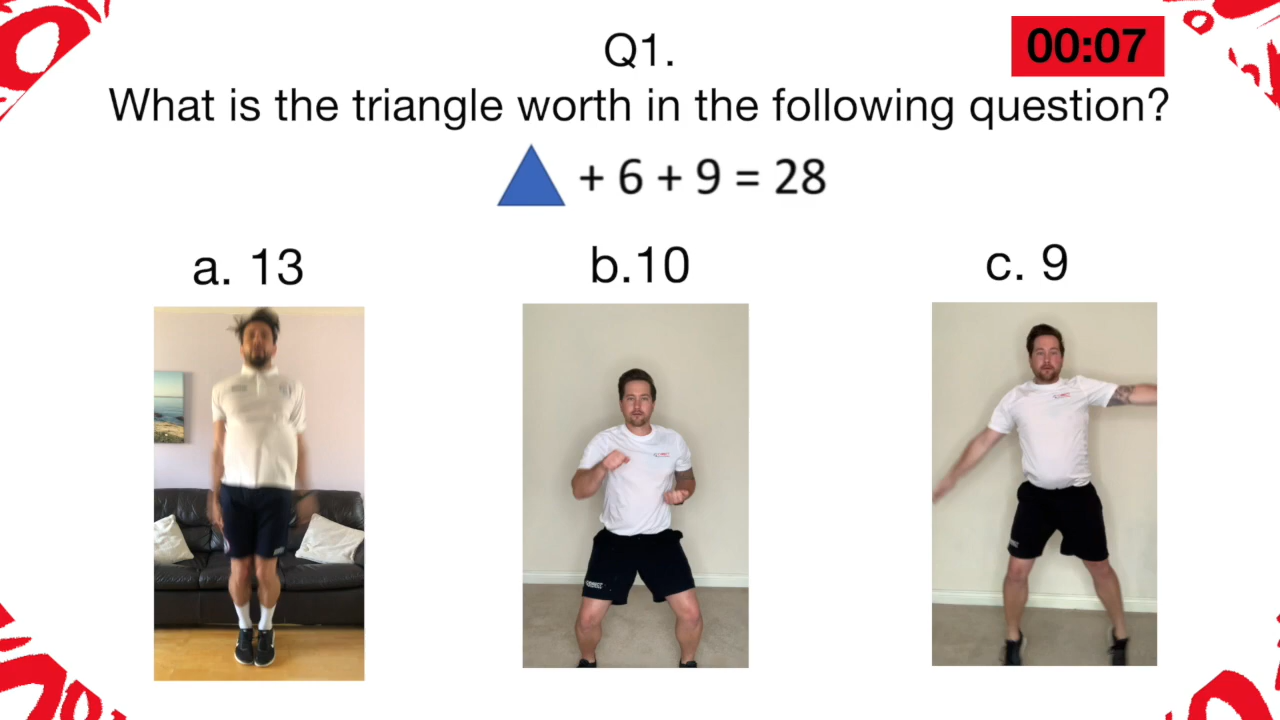 Q1.
00:07
What is the triangle worth in the following question?
+ 6 + 9 = 28
a. 13
b.10
c. 9